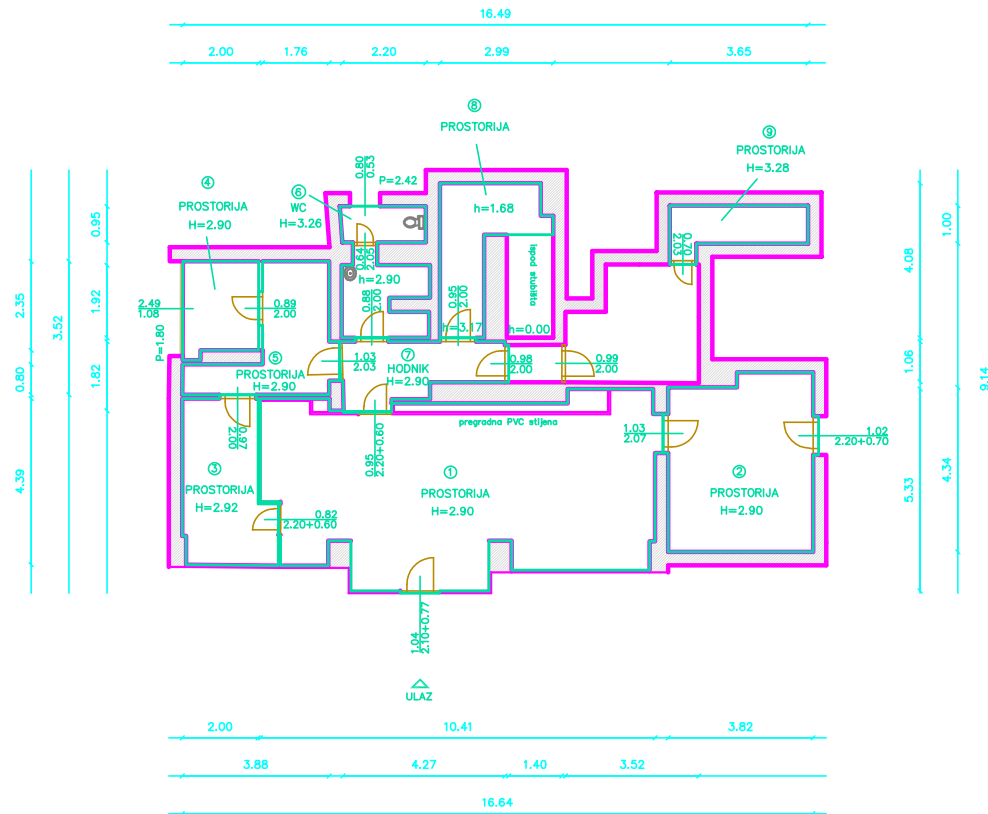 16.49
2.00 1.76 2.20 2.99 3.65
⑧
PROSTORIJA
⑨
PROSTORIJA
H=3.28
④
PROSTORIJA
H=2.90
⑥
WC
H=3.26
0.80
0.53
P=2.42
h=1.68
0.64
2.05
h=2.90
0.88
2.00
0.95
2.00
h=3.17
ispod stubišta
h=0.00
0.70
2.03
2.49
1.08
P=1.80
0.89
2.00
⑤
PROSTORIJA
H=2.90
1.03
2.03
⑦
HODNIK
H=2.90
0.98
2.00
0.99
2.00
0.97
2.00
0.95
2.20+0.60
pregradna PVC stijena
1.03
2.07
1.02
2.20+0.70
③
PROSTORIJA
H=2.92
0.82
2.20+0.60
①
PROSTORIJA
H=2.90
②
PROSTORIJA
H=2.90
1.04
2.10+0.77
ULAZ
2.35
0.80
4.39
3.52
0.95
1.92
1.82
4.08
1.06
5.33
1.00
9.14
4.34
2.00 10.41 3.82
3.88 4.27 1.40 3.52
16.64